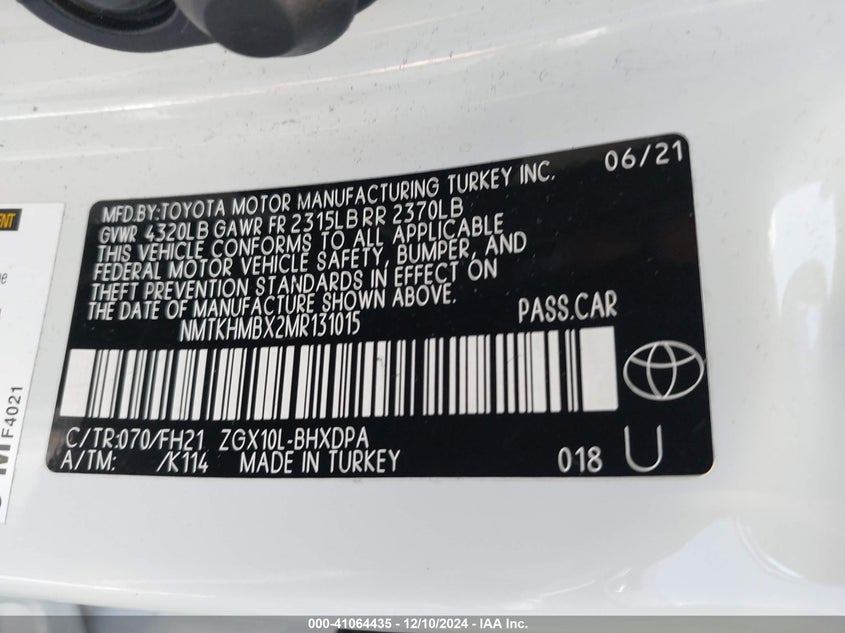 06/21
MFD.BY:TOYOTA MOTOR MANUFACTURING TURKEY INC.
GVWR 4320LB GAWR FR 2315LB RR 2370LB
THIS VEHICLE CONFORMS TO ALL APPLICABLE
FEDERAL MOTOR VEHICLE SAFETY, BUMPER, AND
THEFT PREVENTION STANDARDS IN EFFECT ON
THE DATE OF MANUFACTURE SHOWN ABOVE.
NMTKHMBX2MR131015 PASS.CAR
C/TR:070/FH21 ZGX10L-BHXDPA
A/TM: /K114 MADE IN TURKEY 018 U
F4021
000-41064435 - 12/10/2024 - IAA Inc.